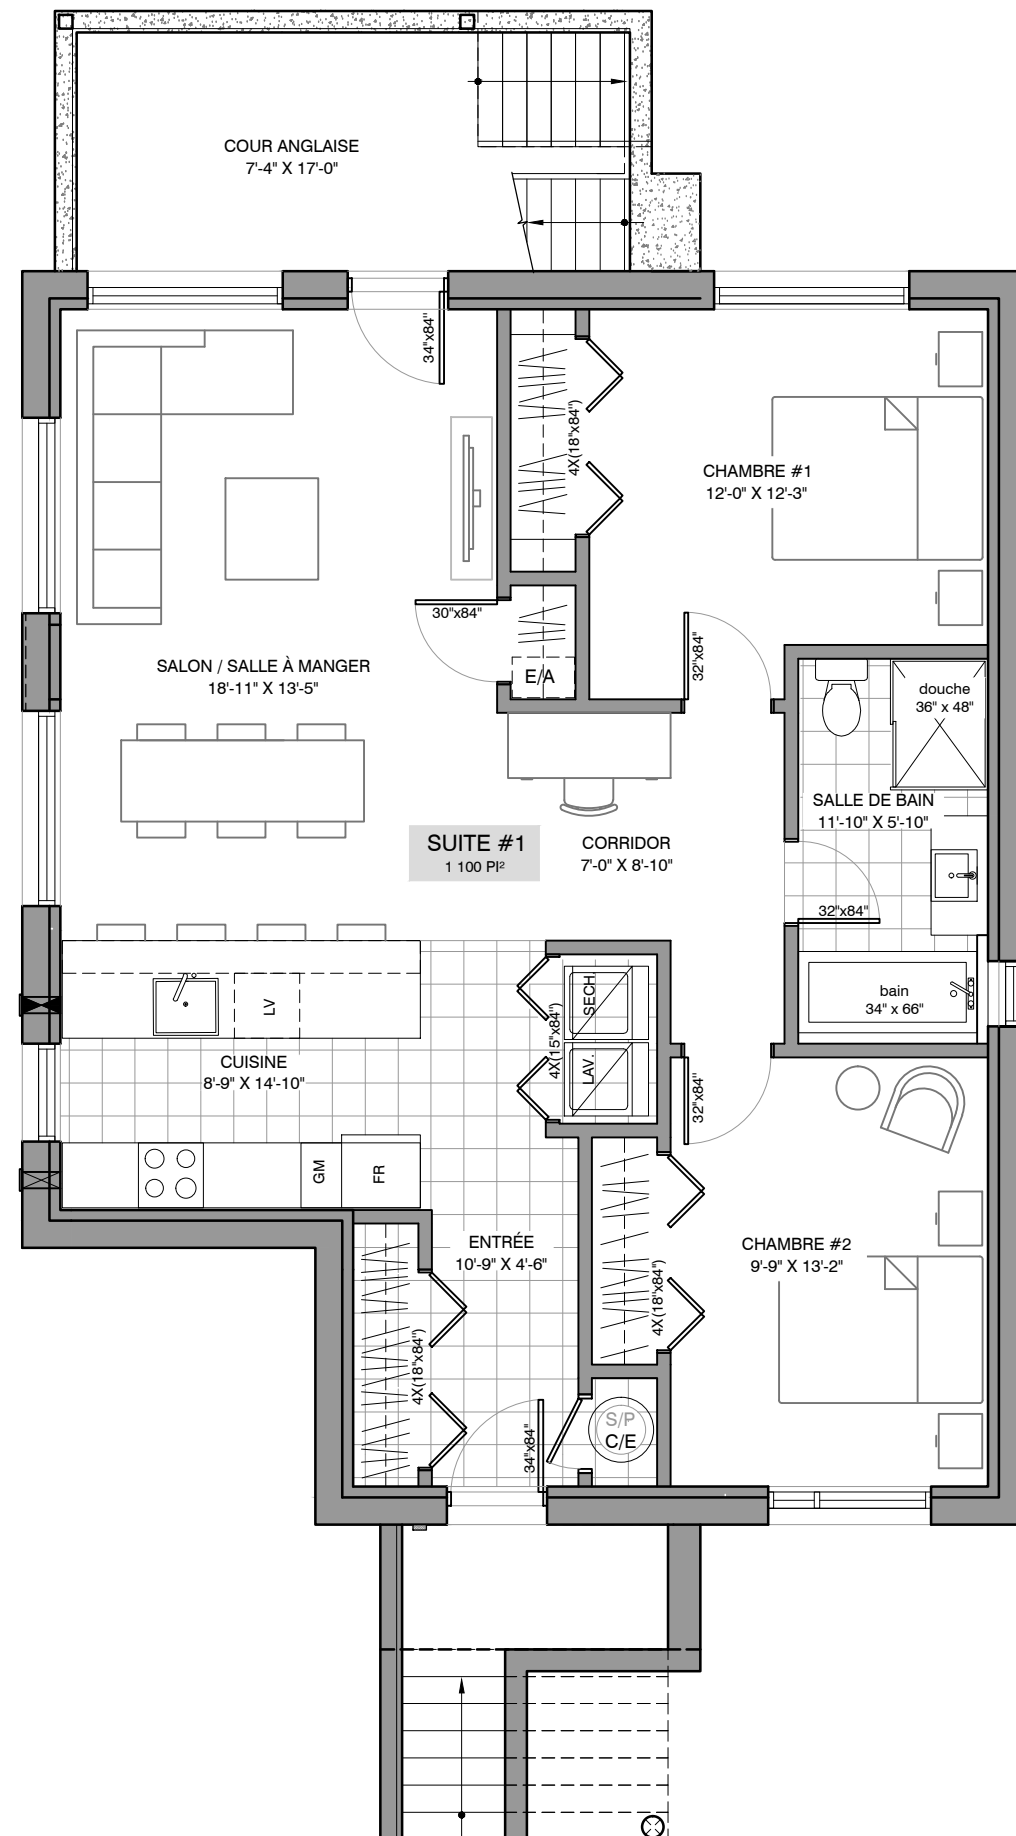 COUR ANGLAISE
7'-4" X 17'-0"
34"x84"
4X(18"x84")
CHAMBRE #1
12'-0" X 12'-3"
30"x84"
32"x84"
E/A
SALON / SALLE À MANGER
18'-11" X 13'-5"
douche
36" x 48"
SALLE DE BAIN
11'-10" X 5'-10"
SUITE #1
1 100 PI²
CORRIDOR
7'-0" X 8'-10"
32"x84"
bain
34" x 66"
LV
SECH.
4X(15"x84")
LAV.
CUISINE
8'-9" X 14'-10"
32"x84"
GM
FR
ENTRÉE
10'-9" X 4'-6"
CHAMBRE #2
9'-9" X 13'-2"
4X(18"x84")
4X(18"x84")
34"x84"
S/P
C/E